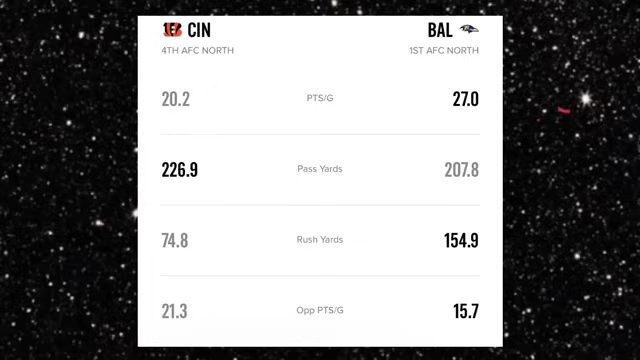 CIN BAL
4TH AFC NORTH 1ST AFC NORTH
20.2 PTS/G 27.0
226.9 Pass Yards 207.8
74.8 Rush Yards 154.9
21.3 Opp PTS/G 15.7